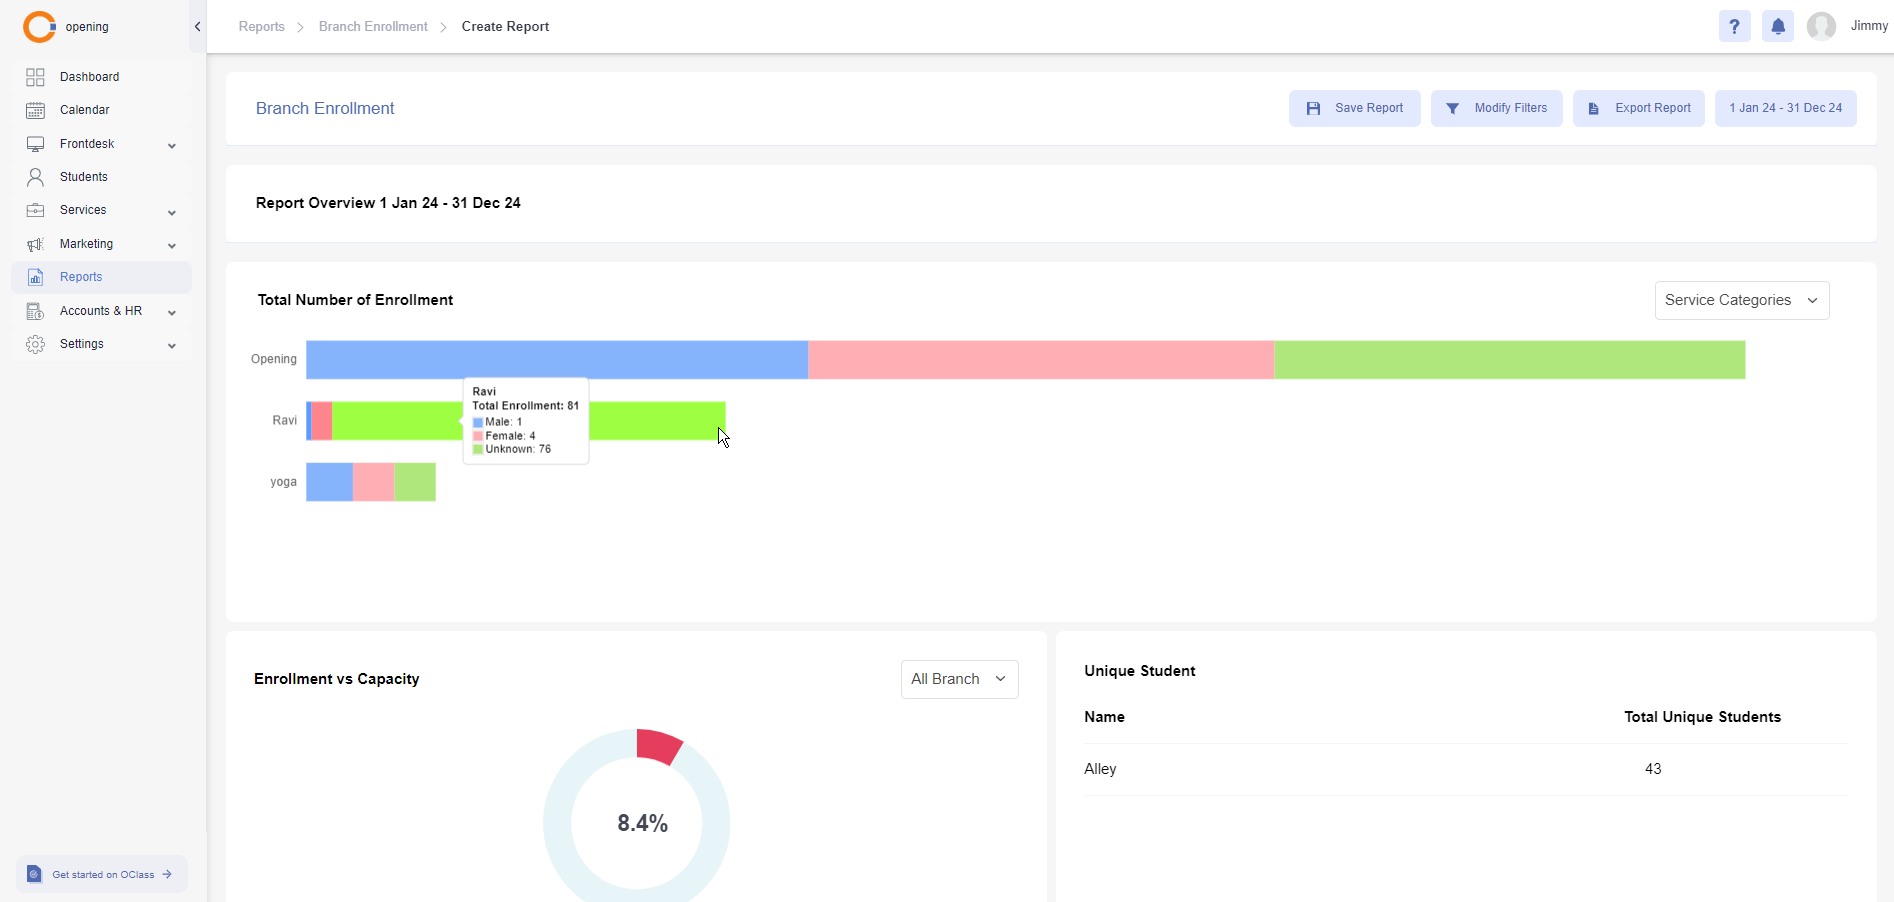 opening
Reports > Branch Enrollment > Create Report
? Jimmy
Dashboard
Calendar
Frontdesk
Students
Services
Marketing
Reports
Accounts & HR
Settings
Get started on OClass →
Branch Enrollment
Save Report
Modify Filters
Export Report
1 Jan 24 - 31 Dec 24
Report Overview 1 Jan 24 - 31 Dec 24
Total Number of Enrollment
Service Categories
Opening
Ravi
yoga
Ravi
Total Enrollment: 81
Male: 1
Female: 4
Unknown: 76
Enrollment vs Capacity
All Branch
8.4%
Unique Student
Name Total Unique Students
Alley 43